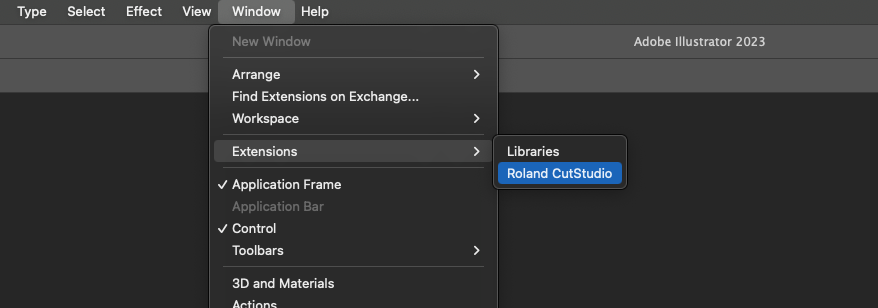 Type Select Effect View Window Help
New Window
Adobe Illustrator 2023
Arrange
Find Extensions on Exchange...
Workspace
Extensions
Libraries
Roland CutStudio
Application Frame
Application Bar
Control
Toolbars
3D and Materials
Actions